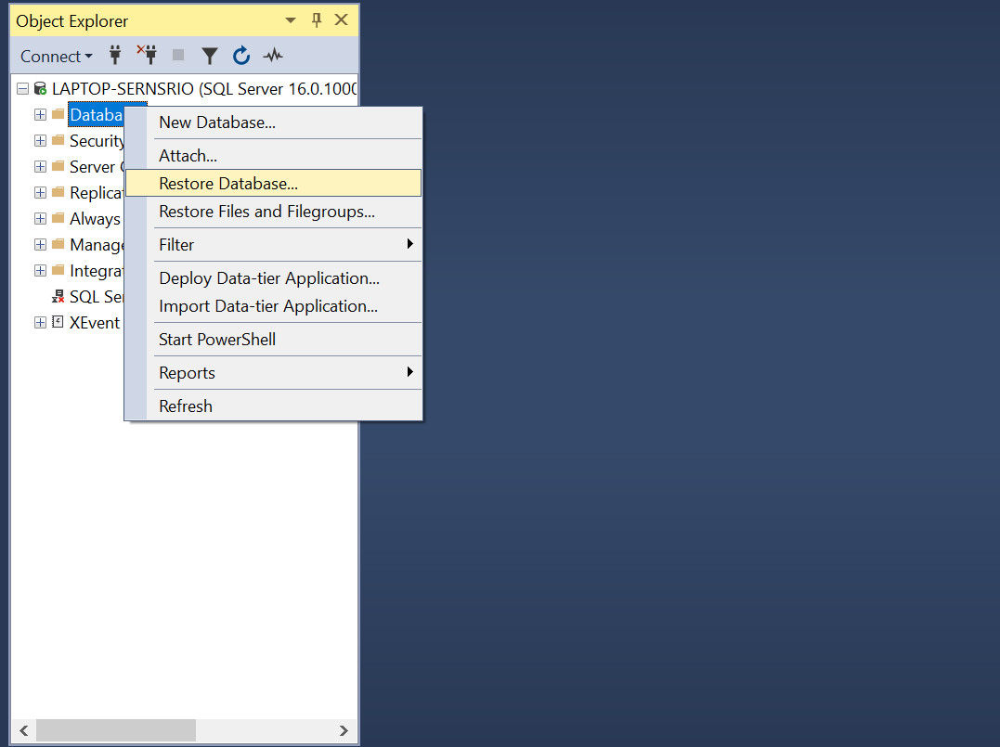 Object Explorer
Connect
LAPTOP-SERNSRIO (SQL Server 16.0.1000
Databa
Security
Server
Replicat
Always
Manage
Integrat
SQL Ser
XEvent
New Database...
Attach...
Restore Database...
Restore Files and Filegroups...
Filter
Deploy Data-tier Application...
Import Data-tier Application...
Start PowerShell
Reports
Refresh